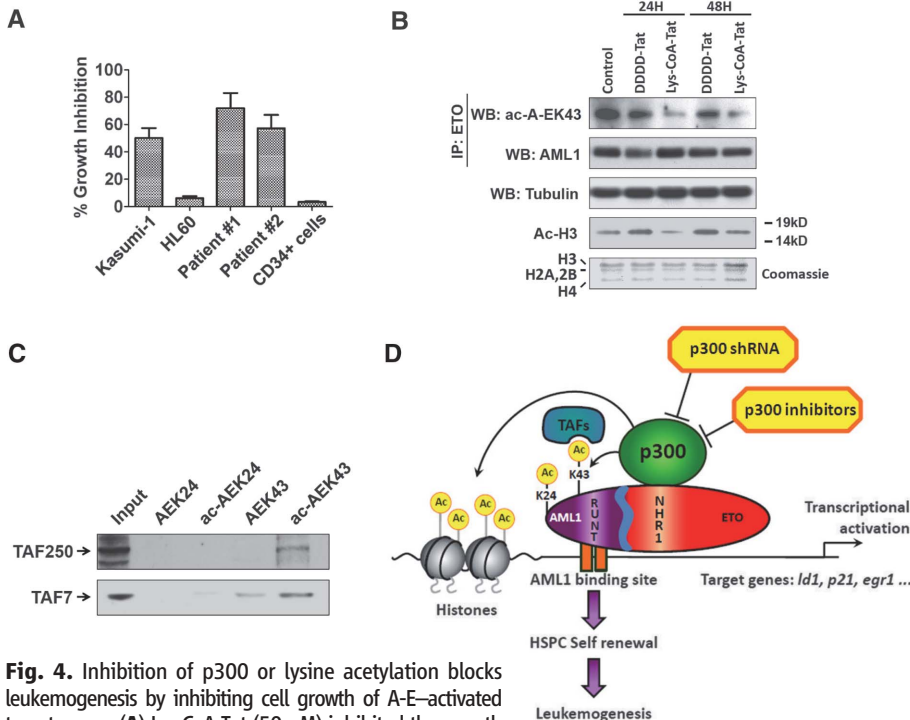 A
% Growth Inhibition
100
80
60
40
20
0
Kasumi-1
HL60
Patient #1
Patient #2
CD34+ cells
B
24H
48H
Control
DDDD-Tat
Lys-CoA-Tat
DDDD-Tat
Lys-CoA-Tat
IP: ETO
WB: ac-A-EK43
WB: AML1
WB: Tubulin
Ac-H3
19kD
14kD
H3
H2A,2B
H4
Coomassie
C
Input
AEK24
ac-AEK24
AEK43
ac-AEK43
TAF250
TAF7
D
p300 shRNA
p300 inhibitors
TAFs
p300
Ac
K43
Ac
K24
Ac
Ac
Ac
Ac
AML1
RUNT
NHR1
ETO
Transcriptional
activation
AML1 binding site
Target genes: Id1, p21, egr1 ...
Histones
HSPC Self renewal
Leukemogenesis
Fig. 4. Inhibition of p300 or lysine acetylation blocks
leukemogenesis by inhibiting cell growth of A-E–activated